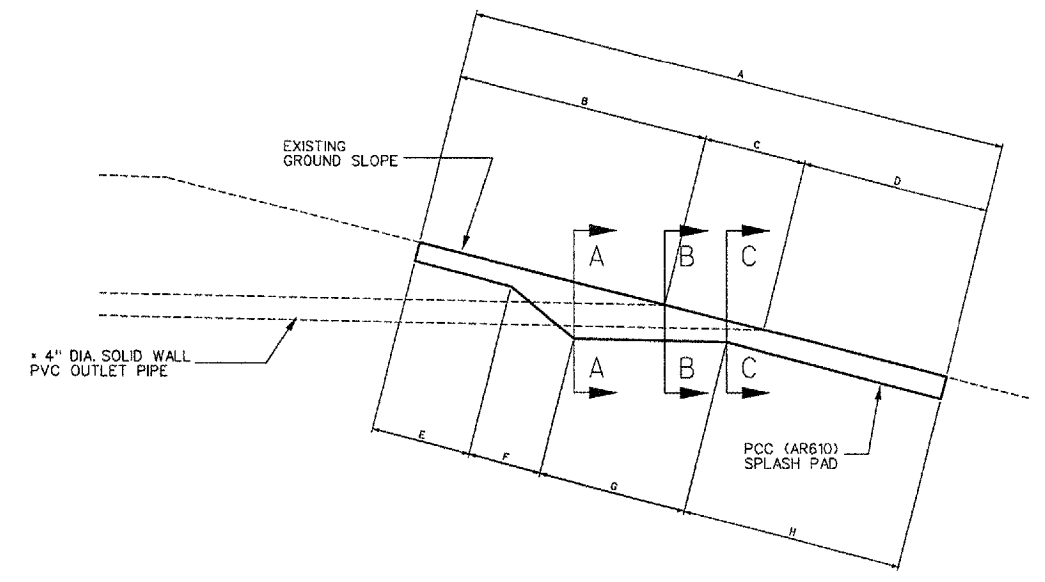 A
B
C
D
EXISTING
GROUND SLOPE
A B C
* 4" DIA. SOLID WALL
PVC OUTLET PIPE
A B C
E
F
G
H
PCC (AR610)
SPLASH PAD